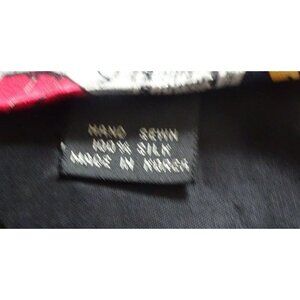 HAND SEWN
100% SILK
MADE IN KOREA